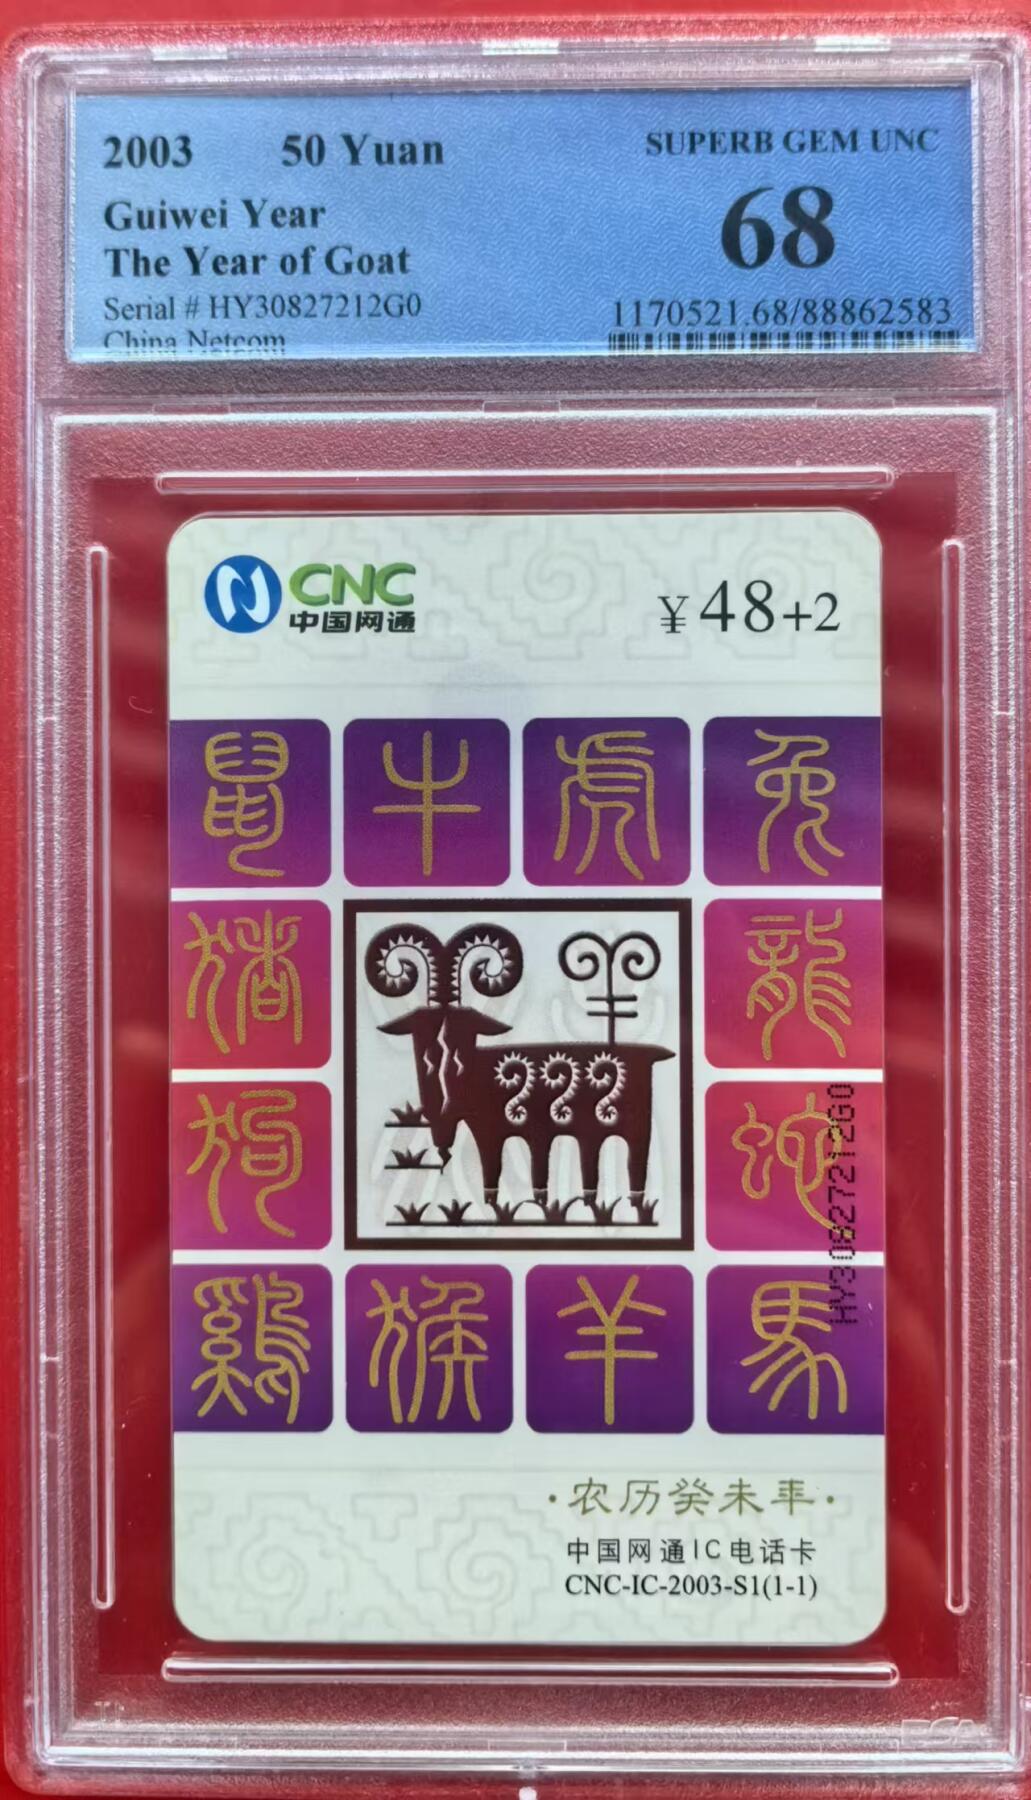 2003 50 Yuan
SUPERB GEM UNC
Guiwei Year
68
The Year of Goat
Serial # HY30827212G0
1170521.68/88862583
China Netcom
CNC
中国网通
¥48+2
鼠 牛 虎 兔
猪 羊 龍
狗 蛇
HY30827212G0
鷄 猴 羊 馬
·农历癸未年·
中国网通IC电话卡
CNC-IC-2003-S1(1-1)